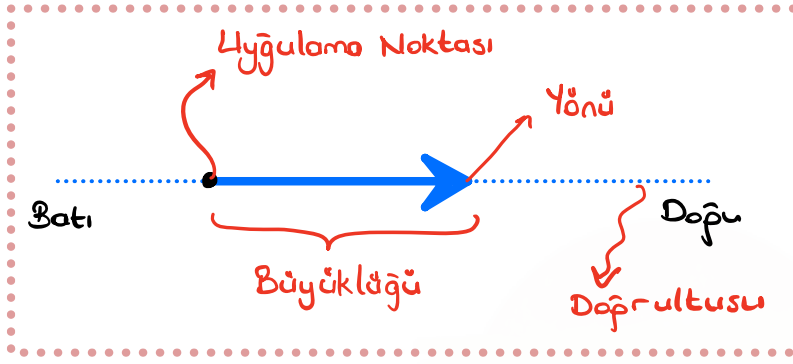 Uygulama Noktası
Yönü
Batı
Doğu
Büyüklüğü
Doğrultusu